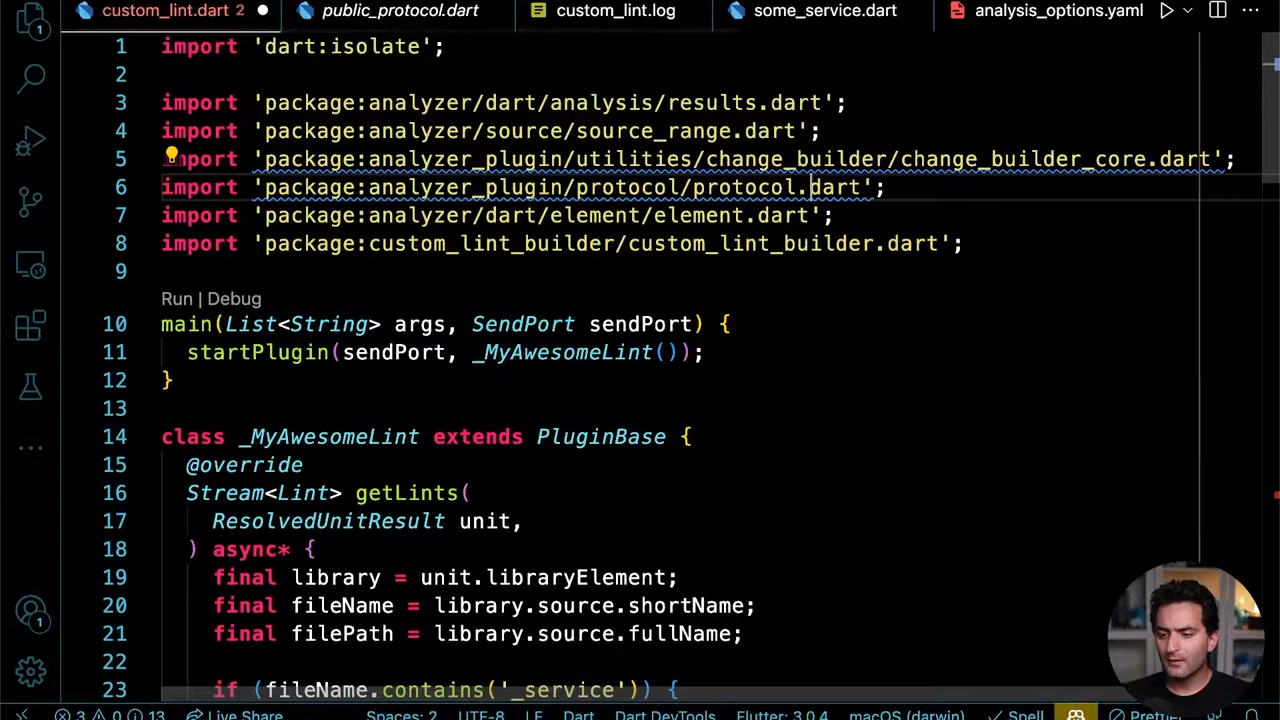 custom_lint.dart 2
public_protocol.dart
custom_lint.log
some_service.dart
analysis_options.yaml
1 import 'dart:isolate';
2
3 import 'package:analyzer/dart/analysis/results.dart';
4 import 'package:analyzer/source/source_range.dart';
5 import 'package:analyzer_plugin/utilities/change_builder/change_builder_core.dart';
6 import 'package:analyzer_plugin/protocol/protocol.dart';
7 import 'package:analyzer/dart/element/element.dart';
8 import 'package:custom_lint_builder/custom_lint_builder.dart';
9
Run | Debug
10 main(List<String> args, SendPort sendPort) {
11 startPlugin(sendPort, _MyAwesomeLint());
12 }
13
14 class _MyAwesomeLint extends PluginBase {
15 @override
16 Stream<Lint> getLints(
17 ResolvedUnitResult unit,
18 ) async* {
19 final library = unit.libraryElement;
20 final fileName = library.source.shortName;
21 final filePath = library.source.fullName;
22
23 if (fileName.contains('_service')) {
1
1
3 0 13 Live Share Spaces: 2 UTF-8 LF Dart Dart DevTools Flutter: 3.0.4 macOS (darwin) Spell